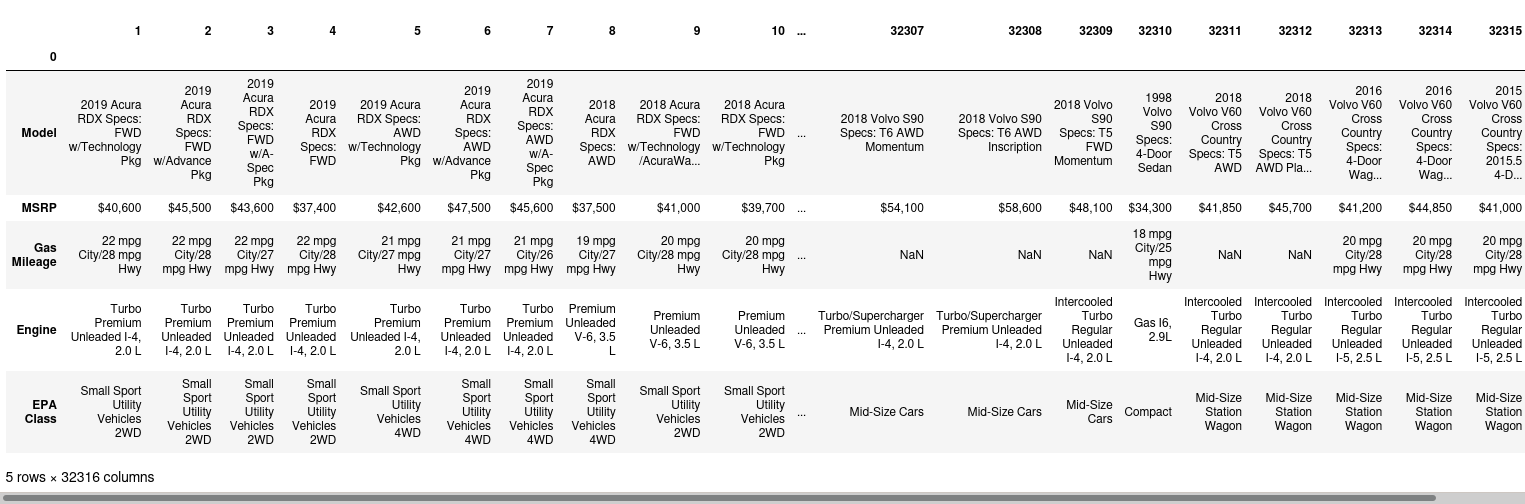 1 2 3 4 5 6 7 8 9 10 ... 32307 32308 32309 32310 32311 32312 32313 32314 32315
0
Model
2019 Acura
RDX Specs:
FWD
w/Technology
Pkg
2019
Acura
RDX
Specs:
FWD
w/Advance
Pkg
2019
Acura
RDX
Specs:
FWD
w/A-
Spec
Pkg
2019
Acura
RDX
Specs:
FWD
2019 Acura
RDX Specs:
AWD
w/Technology
Pkg
2019
Acura
RDX
Specs:
AWD
w/Advance
Pkg
2019
Acura
RDX
Specs:
AWD
w/A-
Spec
Pkg
2018
Acura
RDX
Specs:
AWD
2018 Acura
RDX Specs:
FWD
w/Technology
/AcuraWa...
2018 Acura
RDX Specs:
FWD
w/Technology
Pkg
...
2018 Volvo S90
Specs: T6 AWD
Momentum
2018 Volvo S90
Specs: T6 AWD
Inscription
2018 Volvo
S90
Specs: T5
FWD
Momentum
1998
Volvo
S90
Specs:
4-Door
Sedan
2018
Volvo V60
Cross
Country
Specs: T5
AWD
2018
Volvo V60
Cross
Country
Specs: T5
AWD Pla...
2016
Volvo V60
Cross
Country
Specs:
4-Door
Wag...
2016
Volvo V60
Cross
Country
Specs:
4-Door
Wag...
2015
Volvo V60
Cross
Country
Specs:
2015.5
4-D...
MSRP $40,600 $45,500 $43,600 $37,400 $42,600 $47,500 $45,600 $37,500 $41,000 $39,700 ... $54,100 $58,600 $48,100 $34,300 $41,850 $45,700 $41,200 $44,850 $41,000
Gas
Mileage
22 mpg
City/28 mpg
Hwy
22 mpg
City/28
mpg Hwy
22 mpg
City/27
mpg Hwy
22 mpg
City/28
mpg Hwy
21 mpg
City/27 mpg
Hwy
21 mpg
City/27
mpg Hwy
21 mpg
City/26
mpg Hwy
19 mpg
City/27
mpg Hwy
20 mpg
City/28 mpg
Hwy
20 mpg
City/28 mpg
Hwy
...
NaN
NaN
NaN
18 mpg
City/25
mpg
Hwy
NaN
NaN
20 mpg
City/28
mpg Hwy
20 mpg
City/28
mpg Hwy
20 mpg
City/28
mpg Hwy
Engine
Turbo
Premium
Unleaded I-4,
2.0 L
Turbo
Premium
Unleaded
I-4, 2.0 L
Turbo
Premium
Unleaded
I-4, 2.0 L
Turbo
Premium
Unleaded
I-4, 2.0 L
Turbo
Premium
Unleaded I-4,
2.0 L
Turbo
Premium
Unleaded
I-4, 2.0 L
Turbo
Premium
Unleaded
I-4, 2.0 L
Premium
Unleaded
V-6, 3.5
L
Premium
Unleaded
V-6, 3.5 L
Premium
Unleaded
V-6, 3.5 L
...
Turbo/Supercharger
Premium Unleaded
I-4, 2.0 L
Turbo/Supercharger
Premium Unleaded
I-4, 2.0 L
Intercooled
Turbo
Regular
Unleaded
I-4, 2.0 L
Gas I6,
2.9L
Intercooled
Turbo
Regular
Unleaded
I-4, 2.0 L
Intercooled
Turbo
Regular
Unleaded
I-4, 2.0 L
Intercooled
Turbo
Regular
Unleaded
I-5, 2.5 L
Intercooled
Turbo
Regular
Unleaded
I-5, 2.5 L
Intercooled
Turbo
Regular
Unleaded
I-5, 2.5 L
EPA
Class
Small Sport
Utility
Vehicles
2WD
Small
Sport
Utility
Vehicles
2WD
Small
Sport
Utility
Vehicles
2WD
Small
Sport
Utility
Vehicles
2WD
Small Sport
Utility
Vehicles
4WD
Small
Sport
Utility
Vehicles
4WD
Small
Sport
Utility
Vehicles
4WD
Small
Sport
Utility
Vehicles
4WD
Small Sport
Utility
Vehicles
2WD
Small Sport
Utility
Vehicles
2WD
...
Mid-Size Cars
Mid-Size Cars
Mid-Size
Cars
Compact
Mid-Size
Station
Wagon
Mid-Size
Station
Wagon
Mid-Size
Station
Wagon
Mid-Size
Station
Wagon
Mid-Size
Station
Wagon
5 rows × 32316 columns